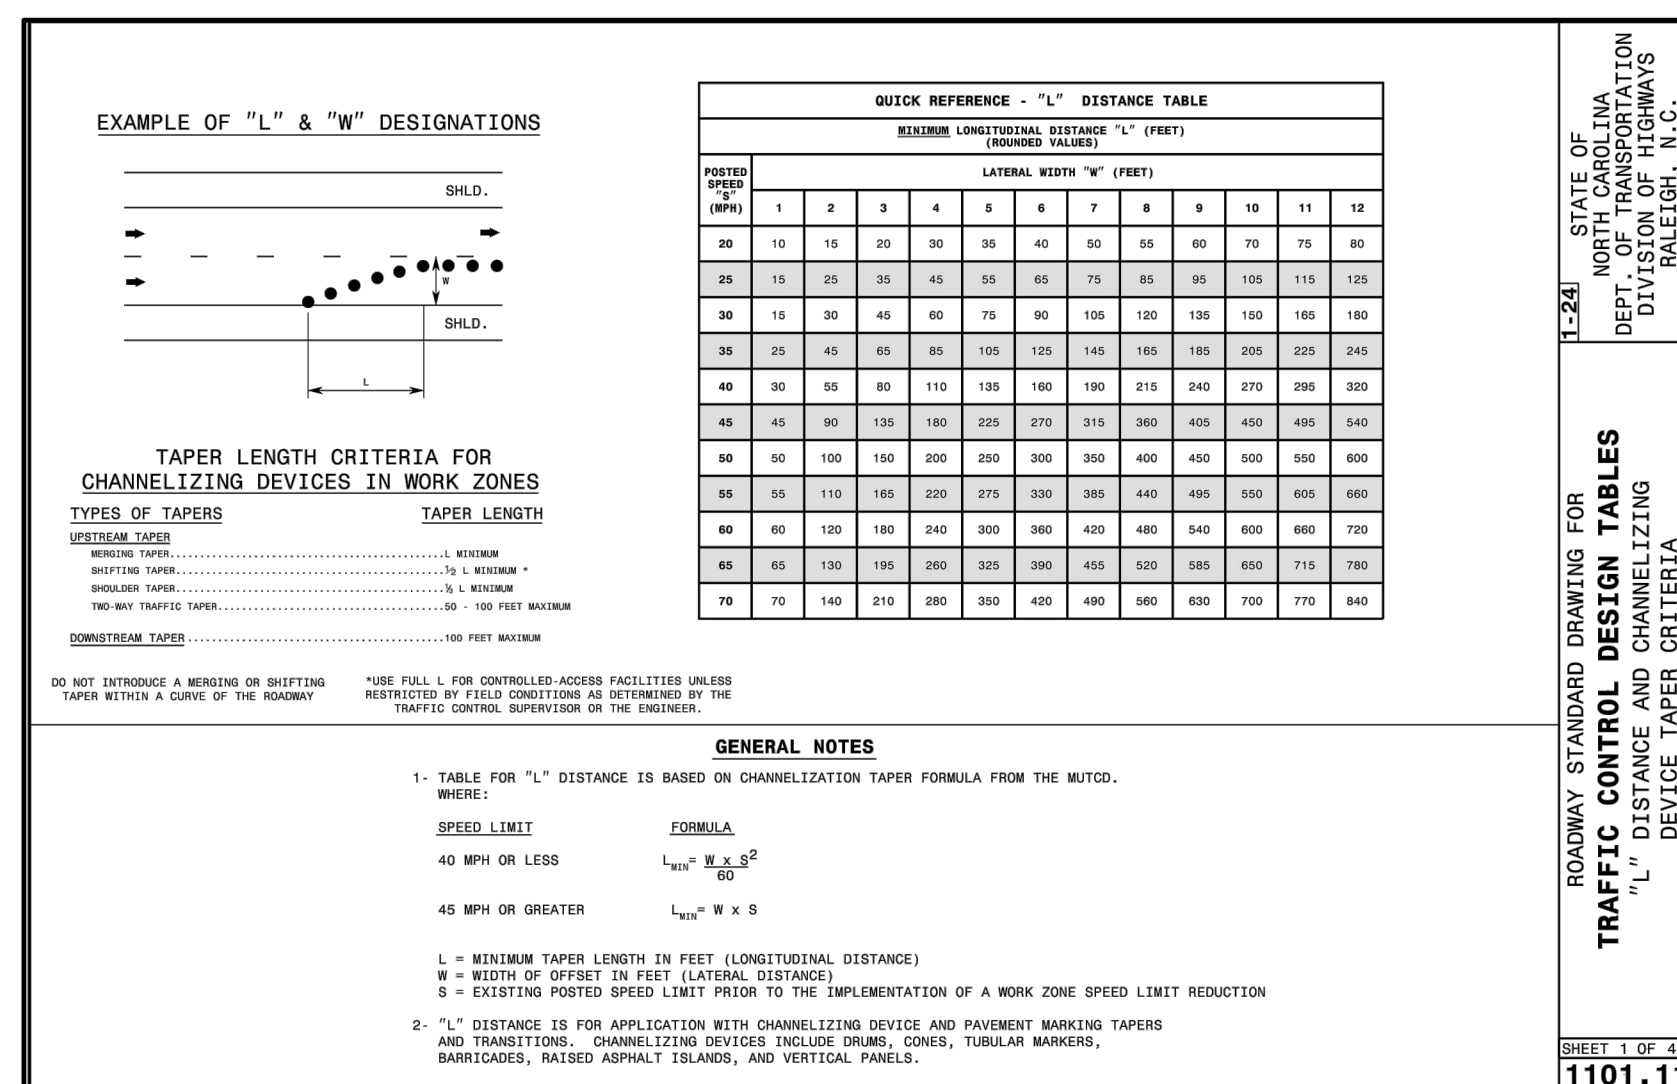 EXAMPLE OF "L" & "W" DESIGNATIONS
SHLD.
W
SHLD.
L
TAPER LENGTH CRITERIA FOR
CHANNELIZING DEVICES IN WORK ZONES
TYPES OF TAPERS TAPER LENGTH
UPSTREAM TAPER
MERGING TAPER..............................................L MINIMUM
SHIFTING TAPER.............................................½ L MINIMUM *
SHOULDER TAPER.............................................⅓ L MINIMUM
TWO-WAY TRAFFIC TAPER......................................50 - 100 FEET MAXIMUM
DOWNSTREAM TAPER...........................................100 FEET MAXIMUM
DO NOT INTRODUCE A MERGING OR SHIFTING
TAPER WITHIN A CURVE OF THE ROADWAY
*USE FULL L FOR CONTROLLED-ACCESS FACILITIES UNLESS
RESTRICTED BY FIELD CONDITIONS AS DETERMINED BY THE
TRAFFIC CONTROL SUPERVISOR OR THE ENGINEER.
QUICK REFERENCE - "L" DISTANCE TABLE
MINIMUM LONGITUDINAL DISTANCE "L" (FEET)
(ROUNDED VALUES)
POSTED
SPEED
"S"
(MPH)
LATERAL WIDTH "W" (FEET)
1 2 3 4 5 6 7 8 9 10 11 12
20 10 15 20 30 35 40 50 55 60 70 75 80
25 15 25 35 45 55 65 75 85 95 105 115 125
30 15 30 45 60 75 90 105 120 135 150 165 180
35 25 45 65 85 105 125 145 165 185 205 225 245
40 30 55 80 110 135 160 190 215 240 270 295 320
45 45 90 135 180 225 270 315 360 405 450 495 540
50 50 100 150 200 250 300 350 400 450 500 550 600
55 55 110 165 220 275 330 385 440 495 550 605 660
60 60 120 180 240 300 360 420 480 540 600 660 720
65 65 130 195 260 325 390 455 520 585 650 715 780
70 70 140 210 280 350 420 490 560 630 700 770 840
GENERAL NOTES
1- TABLE FOR "L" DISTANCE IS BASED ON CHANNELIZATION TAPER FORMULA FROM THE MUTCD.
WHERE:
SPEED LIMIT FORMULA
40 MPH OR LESS L_MIN= W x S²
60
45 MPH OR GREATER L_MIN= W x S
L = MINIMUM TAPER LENGTH IN FEET (LONGITUDINAL DISTANCE)
W = WIDTH OF OFFSET IN FEET (LATERAL DISTANCE)
S = EXISTING POSTED SPEED LIMIT PRIOR TO THE IMPLEMENTATION OF A WORK ZONE SPEED LIMIT REDUCTION
2- "L" DISTANCE IS FOR APPLICATION WITH CHANNELIZING DEVICE AND PAVEMENT MARKING TAPERS
AND TRANSITIONS. CHANNELIZING DEVICES INCLUDE DRUMS, CONES, TUBULAR MARKERS,
BARRICADES, RAISED ASPHALT ISLANDS, AND VERTICAL PANELS.
1-24
STATE OF
NORTH CAROLINA
DEPT. OF TRANSPORTATION
DIVISION OF HIGHWAYS
RALEIGH, N.C.
ROADWAY STANDARD DRAWING FOR
TRAFFIC CONTROL DESIGN TABLES
"L" DISTANCE AND CHANNELIZING
DEVICE TAPER CRITERIA
SHEET 1 OF 4